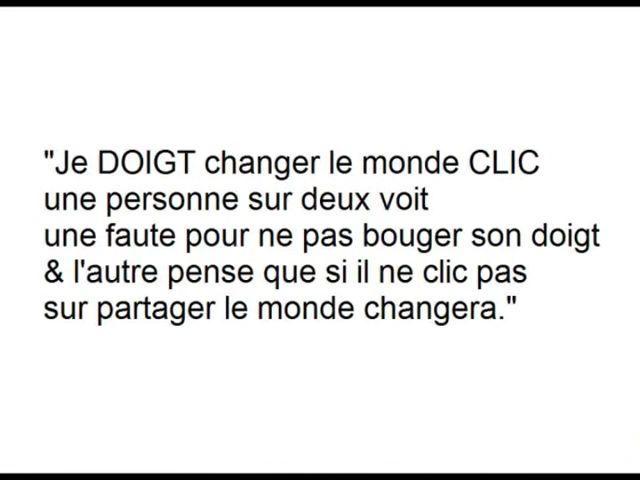 "Je DOIGT changer le monde CLIC
une personne sur deux voit
une faute pour ne pas bouger son doigt
& l'autre pense que si il ne clic pas
sur partager le monde changera."